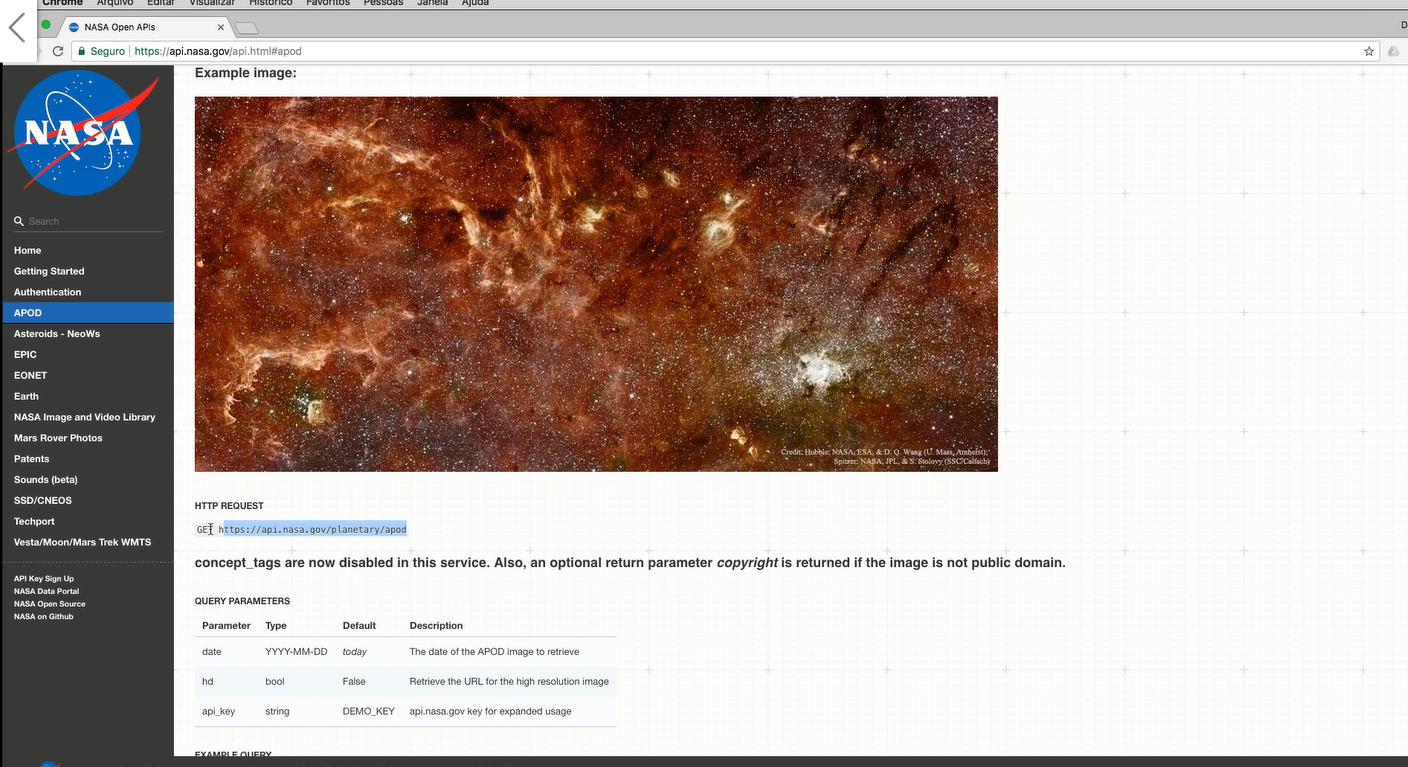 Chrome Arquivo Editar Visualizar Histórico Favoritos Pessoas Janela Ajuda
NASA Open APIs
D
Seguro https://api.nasa.gov/api.html#apod
NASA
Search
Home
Getting Started
Authentication
APOD
Asteroids - NeoWs
EPIC
EONET
Earth
NASA Image and Video Library
Mars Rover Photos
Patents
Sounds (beta)
SSD/CNEOS
Techport
Vesta/Moon/Mars Trek WMTS
API Key Sign Up
NASA Data Portal
NASA Open Source
NASA on Github
Example image:
Credit: Hubble: NASA, ESA, & D. Q. Wang (U. Mass, Amherst);
Spitzer: NASA, JPL, & S. Stolovy (SSC/Caltech)
HTTP REQUEST
GET https://api.nasa.gov/planetary/apod
concept_tags are now disabled in this service. Also, an optional return parameter copyright is returned if the image is not public domain.
QUERY PARAMETERS
Parameter Type Default Description
date YYYY-MM-DD today The date of the APOD image to retrieve
hd bool False Retrieve the URL for the high resolution image
api_key string DEMO_KEY api.nasa.gov key for expanded usage
EXAMPLE QUERY